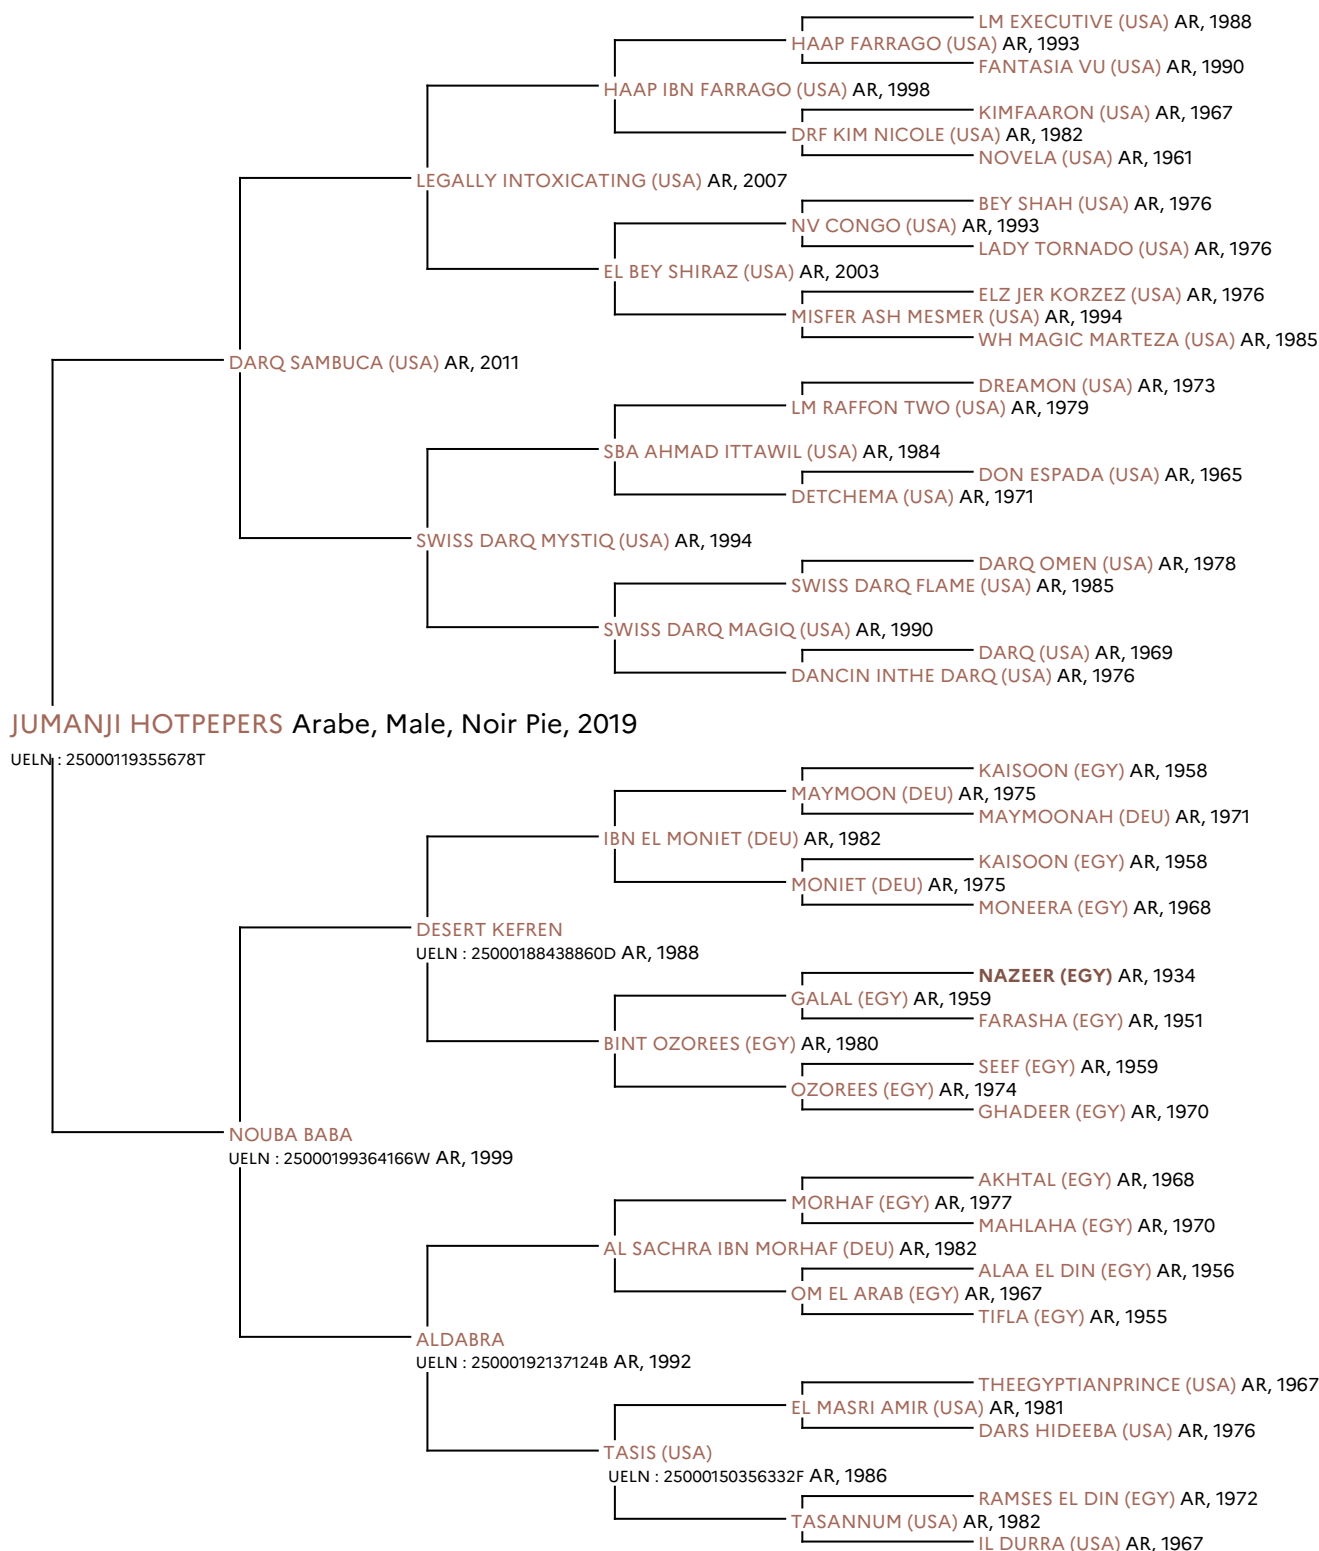 LM EXECUTIVE (USA) AR, 1988
HAAP FARRAGO (USA) AR, 1993
FANTASIA VU (USA) AR, 1990
HAAP IBN FARRAGO (USA) AR, 1998
KIMFAARON (USA) AR, 1967
DRF KIM NICOLE (USA) AR, 1982
NOVELA (USA) AR, 1961
LEGALLY INTOXICATING (USA) AR, 2007
BEY SHAH (USA) AR, 1976
NV CONGO (USA) AR, 1993
LADY TORNADO (USA) AR, 1976
EL BEY SHIRAZ (USA) AR, 2003
ELZ JER KORZEZ (USA) AR, 1976
MISFER ASH MESMER (USA) AR, 1994
WH MAGIC MARTEZA (USA) AR, 1985
DARQ SAMBUCA (USA) AR, 2011
DREAMON (USA) AR, 1973
LM RAFFON TWO (USA) AR, 1979
SBA AHMAD ITTAWIL (USA) AR, 1984
DON ESPADA (USA) AR, 1965
DETCHEMA (USA) AR, 1971
SWISS DARQ MYSTIQ (USA) AR, 1994
DARQ OMEN (USA) AR, 1978
SWISS DARQ FLAME (USA) AR, 1985
SWISS DARQ MAGIQ (USA) AR, 1990
DARQ (USA) AR, 1969
DANCIN INTHE DARQ (USA) AR, 1976
JUMANJI HOTPEPERS Arabe, Male, Noir Pie, 2019
UELN : 25000119355678T
KAISOON (EGY) AR, 1958
MAYMOON (DEU) AR, 1975
MAYMOONAH (DEU) AR, 1971
IBN EL MONIET (DEU) AR, 1982
KAISOON (EGY) AR, 1958
MONIET (DEU) AR, 1975
MONEERA (EGY) AR, 1968
DESERT KEFREN
UELN : 25000188438860D AR, 1988
NAZEER (EGY) AR, 1934
GALAL (EGY) AR, 1959
FARASHA (EGY) AR, 1951
BINT OZOREES (EGY) AR, 1980
SEEF (EGY) AR, 1959
OZOREES (EGY) AR, 1974
GHADEER (EGY) AR, 1970
NOUBA BABA
UELN : 25000199364166W AR, 1999
AKHTAL (EGY) AR, 1968
MORHAF (EGY) AR, 1977
MAHLAHA (EGY) AR, 1970
AL SACHRA IBN MORHAF (DEU) AR, 1982
ALAA EL DIN (EGY) AR, 1956
OM EL ARAB (EGY) AR, 1967
TIFLA (EGY) AR, 1955
ALDABRA
UELN : 25000192137124B AR, 1992
THEEGYPTIANPRINCE (USA) AR, 1967
EL MASRI AMIR (USA) AR, 1981
DARS HIDEEBA (USA) AR, 1976
TASIS (USA)
UELN : 25000150356332F AR, 1986
RAMSES EL DIN (EGY) AR, 1972
TASANNUM (USA) AR, 1982
IL DURRA (USA) AR, 1967